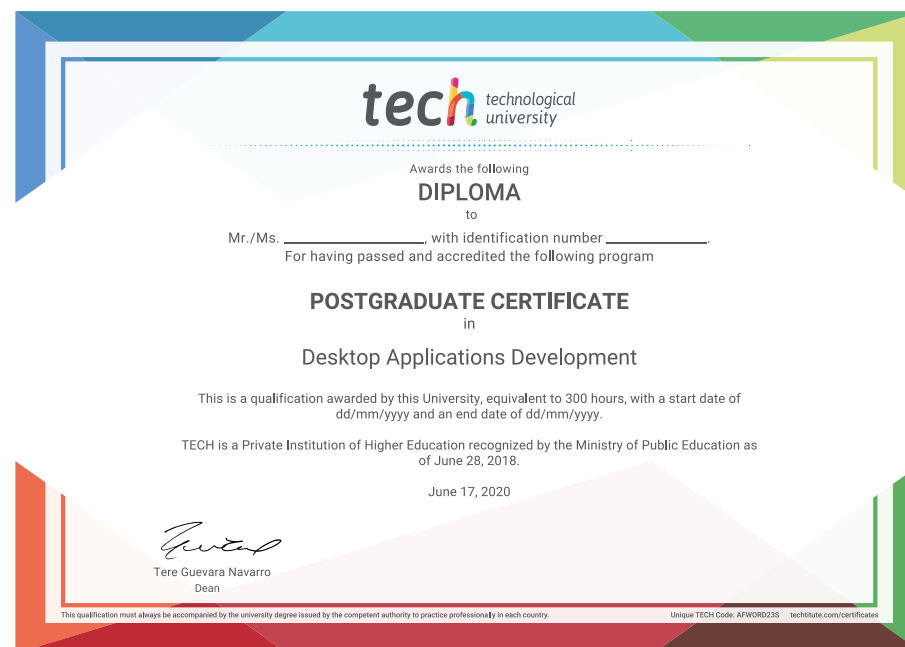 tech technological
university
Awards the following
DIPLOMA
to
Mr./Ms. ____________________, with identification number ______________.
For having passed and accredited the following program
POSTGRADUATE CERTIFICATE
in
Desktop Applications Development
This is a qualification awarded by this University, equivalent to 300 hours, with a start date of
dd/mm/yyyy and an end date of dd/mm/yyyy.
TECH is a Private Institution of Higher Education recognized by the Ministry of Public Education as
of June 28, 2018.
June 17, 2020
Tere Guevara Navarro
Dean
This qualification must always be accompanied by the university degree issued by the competent authority to practice professionally in each country. Unique TECH Code: AFWORD23S techtitute.com/certificates